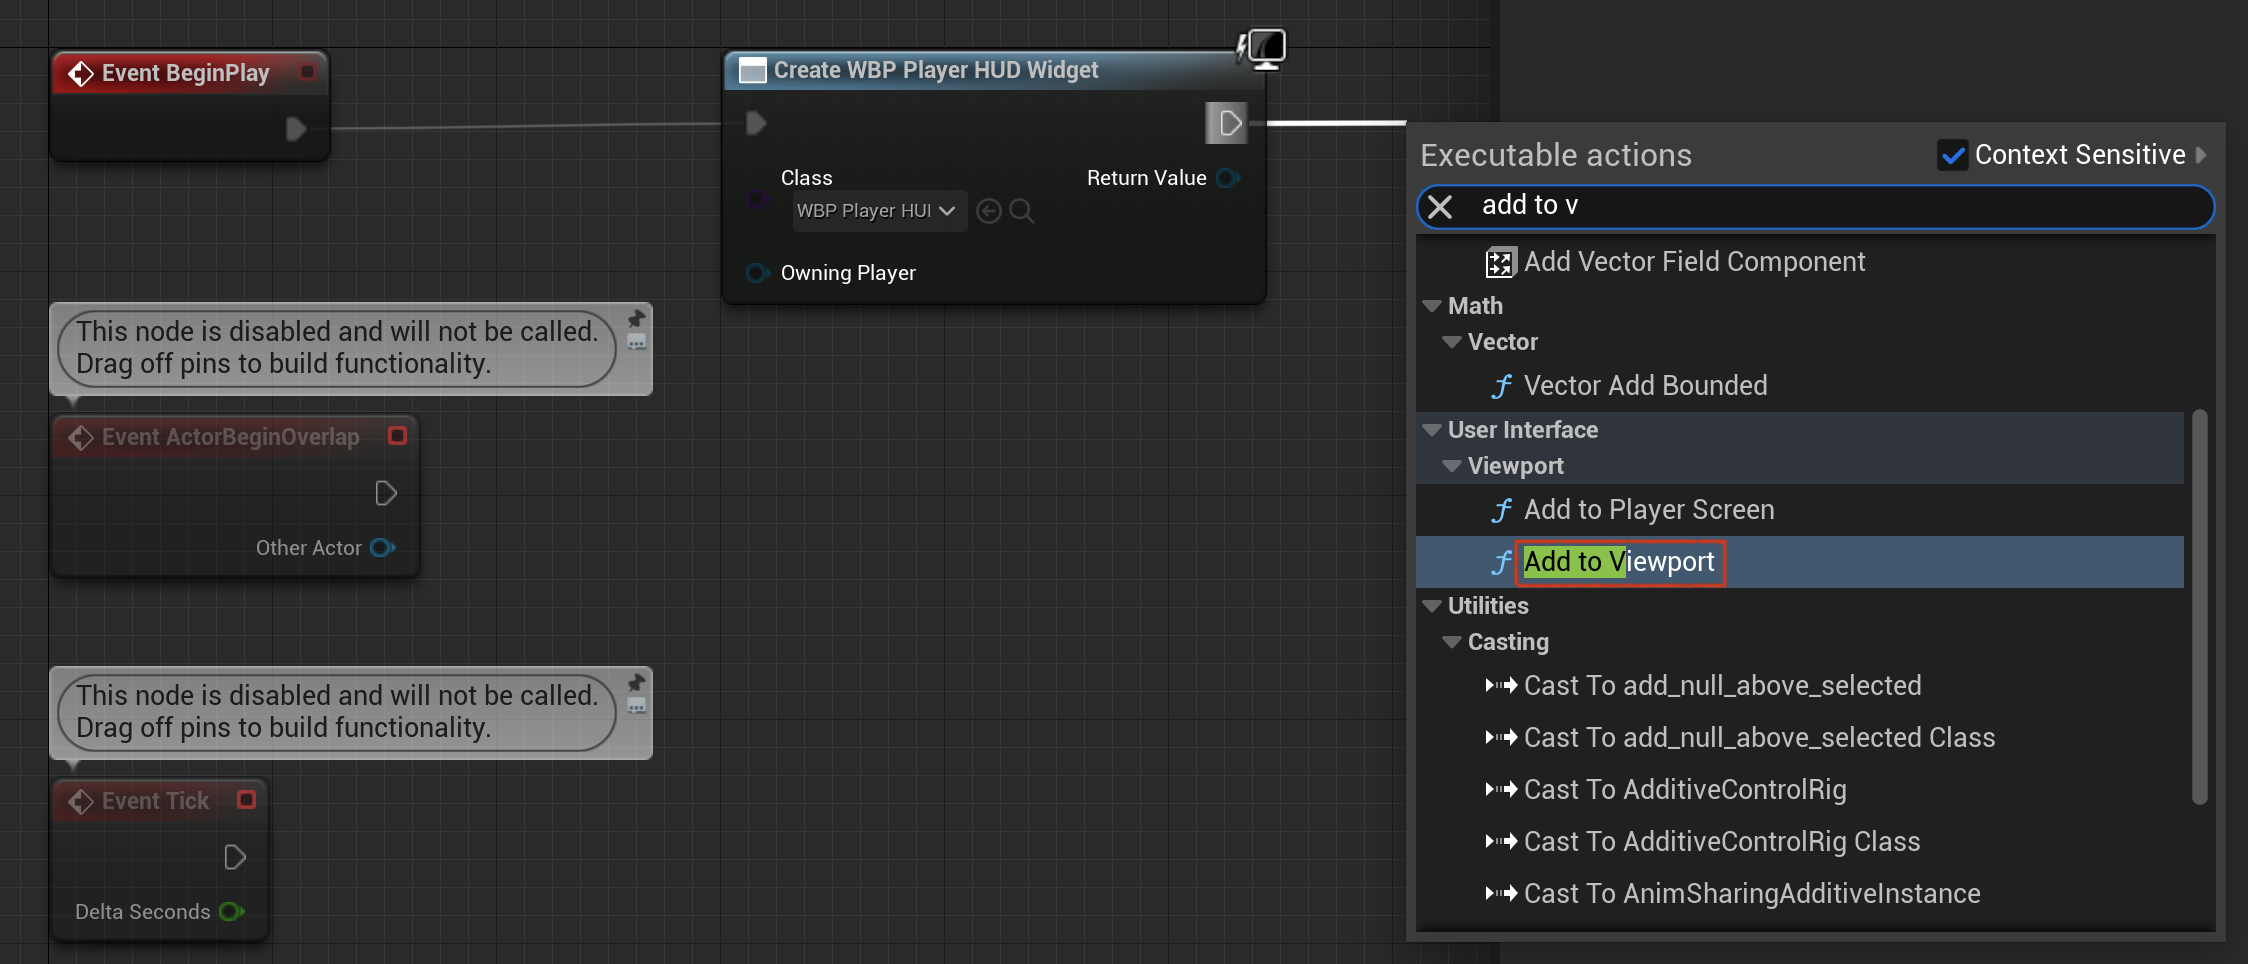 Event BeginPlay
Create WBP Player HUD Widget
Class
WBP Player HUI
Return Value
Owning Player
This node is disabled and will not be called.
Drag off pins to build functionality.
Event ActorBeginOverlap
Other Actor
This node is disabled and will not be called.
Drag off pins to build functionality.
Event Tick
Delta Seconds
Executable actions
Context Sensitive
add to v
Add Vector Field Component
Math
Vector
Vector Add Bounded
User Interface
Viewport
Add to Player Screen
Add to Viewport
Utilities
Casting
Cast To add_null_above_selected
Cast To add_null_above_selected Class
Cast To AdditiveControlRig
Cast To AdditiveControlRig Class
Cast To AnimSharingAdditiveInstance